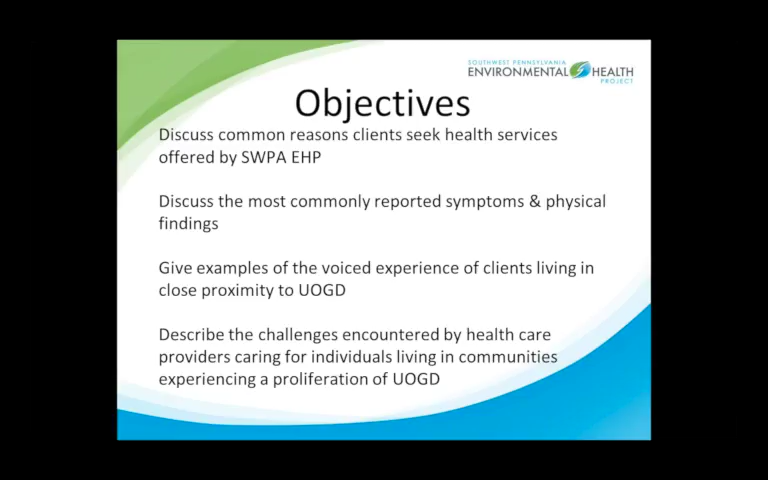 SOUTHWEST PENNSYLVANIA
ENVIRONMENTAL HEALTH
PROJECT
Objectives
Discuss common reasons clients seek health services
offered by SWPA EHP
Discuss the most commonly reported symptoms & physical
findings
Give examples of the voiced experience of clients living in
close proximity to UOGD
Describe the challenges encountered by health care
providers caring for individuals living in communities
experiencing a proliferation of UOGD